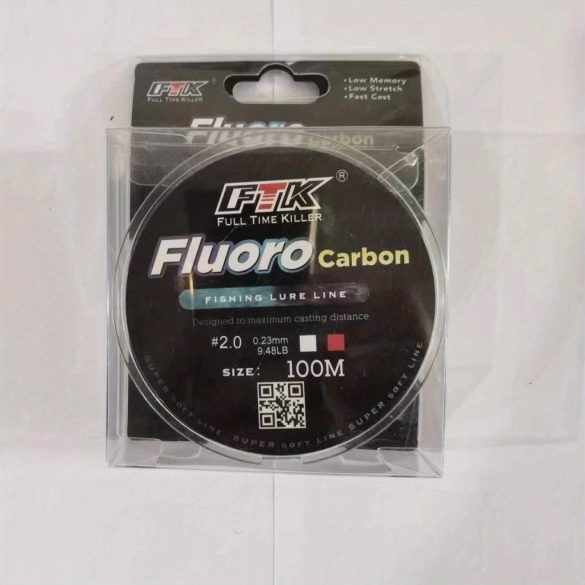 FTK
FULL TIME KILLER
• Low Memory
• Low Stretch
• Fast Cast
Fluoro Carbon
FTK ®
FULL TIME KILLER
Fluoro Carbon
FISHING LURE LINE
Designed to maximum casting distance
#2.0 0.23mm
9.48LB
SIZE: 100M
SUPER SOFT LINE SUPER SOFT LINE SUPER SOFT LINE